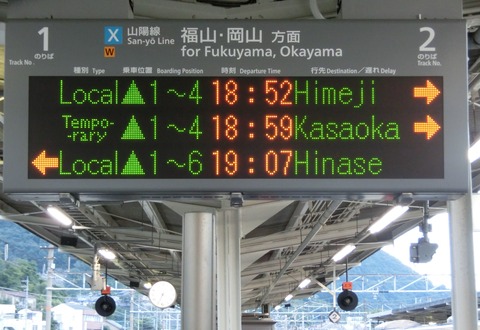 1 のりば Track No.
X 山陽線 San-yō Line W
福山・岡山 方面
for Fukuyama, Okayama
2 のりば Track No.
種別 Type 乗車位置 Boarding Position 時刻 Departure Time 行先 Destination／遅れ Delay
Local▲1～4 18:52 Himeji →
Tempo-rary ▲1～4 18:59 Kasaoka →
← Local▲1～6 19:07 Hinase